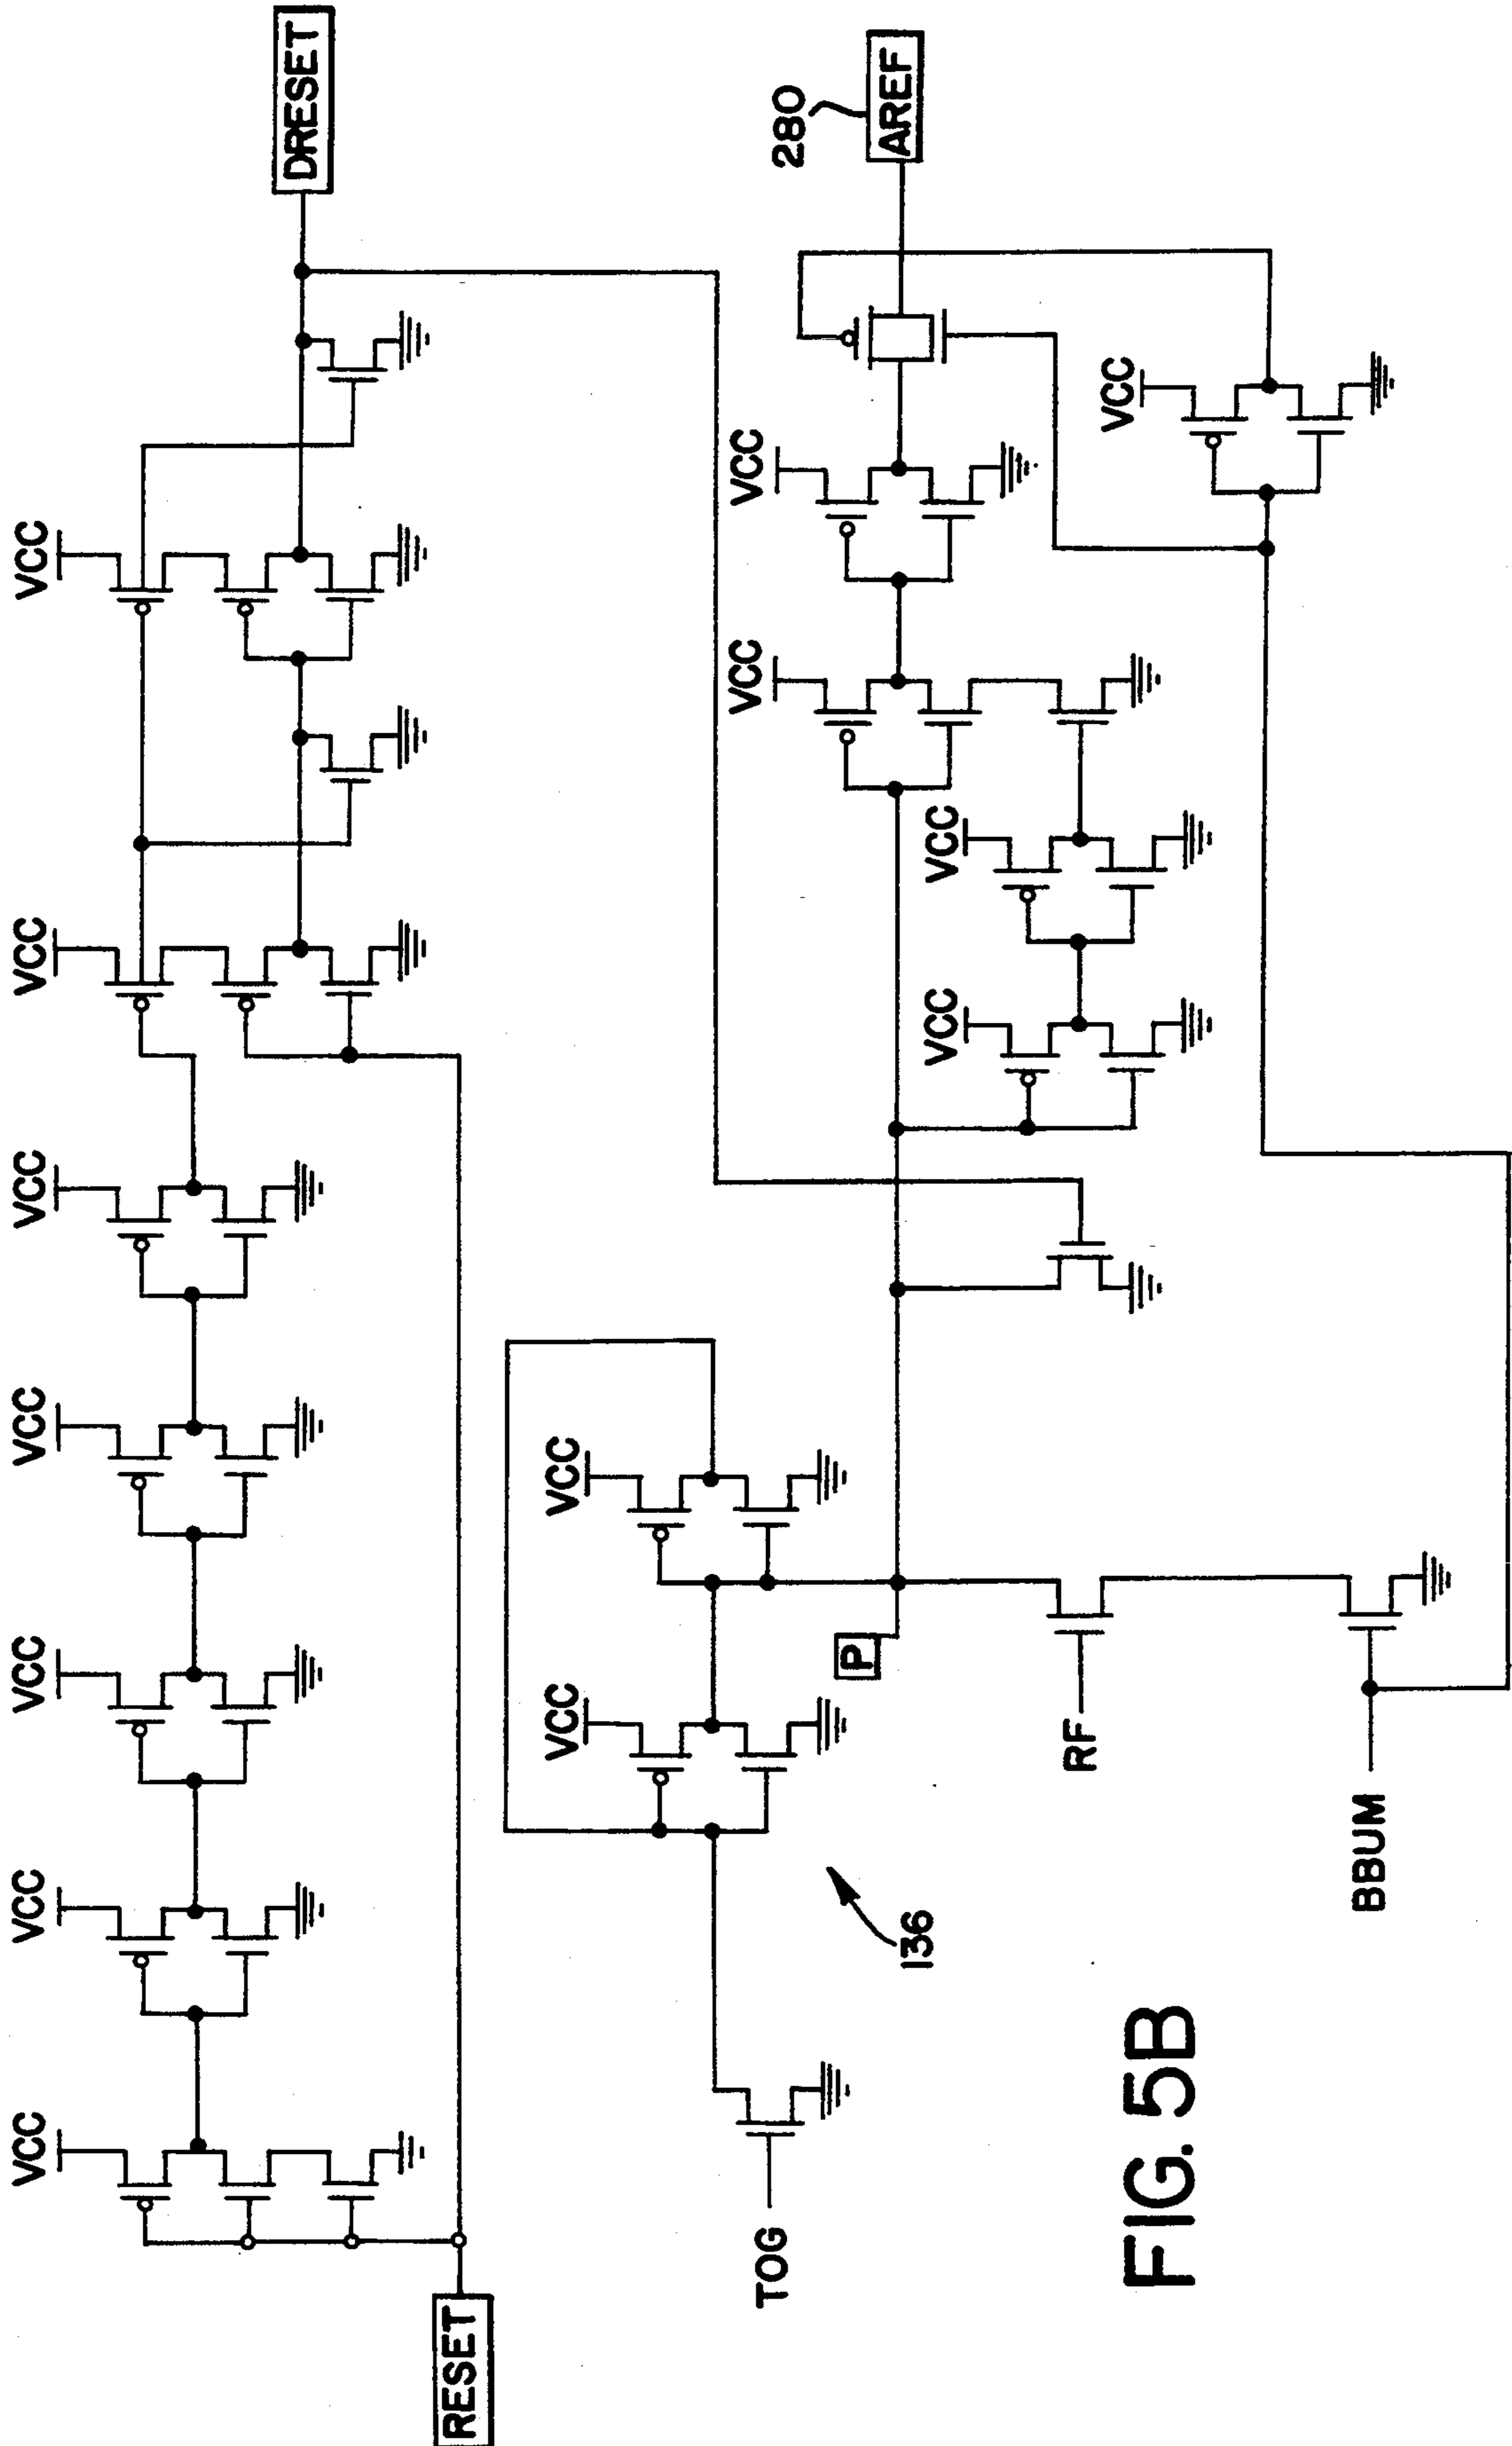 VCC VCC VCC VCC VCC VCC VCC
DRESET
RESET
VCC VCC
VCC VCC
TOG
280
P
AREF
136
VCC VCC
RF
VCC
FIG. 5B
BBUM